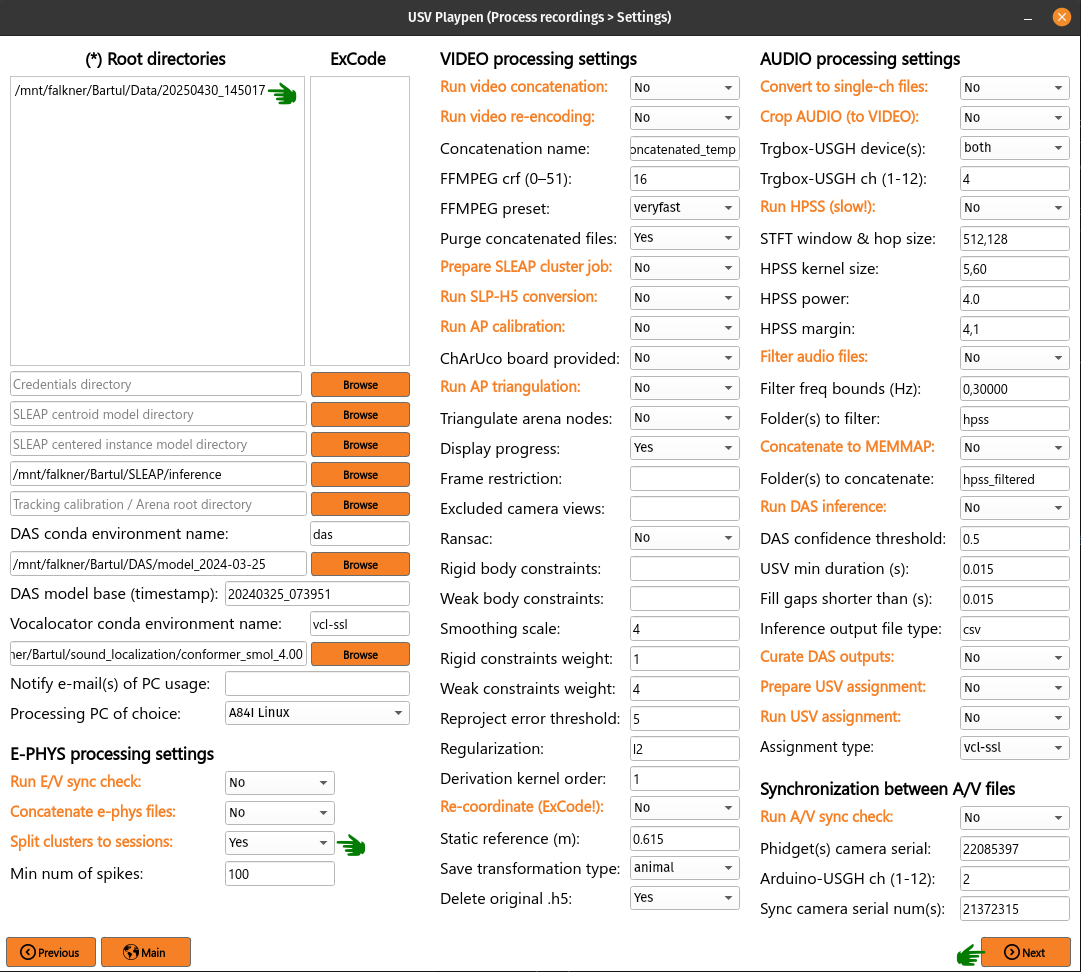 USV Playpen (Process recordings > Settings)
(*) Root directories
ExCode
/mnt/falkner/Bartul/Data/20250430_145017
Credentials directory
Browse
SLEAP centroid model directory
Browse
SLEAP centered instance model directory
Browse
/mnt/falkner/Bartul/SLEAP/inference
Browse
Tracking calibration / Arena root directory
Browse
DAS conda environment name:
das
/mnt/falkner/Bartul/DAS/model_2024-03-25
Browse
DAS model base (timestamp):
20240325_073951
Vocalocator conda environment name:
vcl-ssl
ner/Bartul/sound_localization/conformer_smol_4.00
Browse
Notify e-mail(s) of PC usage:
Processing PC of choice:
A84I Linux
E-PHYS processing settings
Run E/V sync check:
No
Concatenate e-phys files:
No
Split clusters to sessions:
Yes
Min num of spikes:
100
VIDEO processing settings
Run video concatenation:
No
Run video re-encoding:
No
Concatenation name:
oncatenated_temp
FFMPEG crf (0–51):
16
FFMPEG preset:
veryfast
Purge concatenated files:
Yes
Prepare SLEAP cluster job:
No
Run SLP-H5 conversion:
No
Run AP calibration:
No
ChArUco board provided:
No
Run AP triangulation:
No
Triangulate arena nodes:
No
Display progress:
Yes
Frame restriction:
Excluded camera views:
Ransac:
No
Rigid body constraints:
Weak body constraints:
Smoothing scale:
4
Rigid constraints weight:
1
Weak constraints weight:
4
Reproject error threshold:
5
Regularization:
l2
Derivation kernel order:
1
Re-coordinate (ExCode!):
No
Static reference (m):
0.615
Save transformation type:
animal
Delete original .h5:
Yes
AUDIO processing settings
Convert to single-ch files:
No
Crop AUDIO (to VIDEO):
No
Trgbox-USGH device(s):
both
Trgbox-USGH ch (1-12):
4
Run HPSS (slow!):
No
STFT window & hop size:
512,128
HPSS kernel size:
5,60
HPSS power:
4.0
HPSS margin:
4,1
Filter audio files:
No
Filter freq bounds (Hz):
0,30000
Folder(s) to filter:
hpss
Concatenate to MEMMAP:
No
Folder(s) to concatenate:
hpss_filtered
Run DAS inference:
No
DAS confidence threshold:
0.5
USV min duration (s):
0.015
Fill gaps shorter than (s):
0.015
Inference output file type:
csv
Curate DAS outputs:
No
Prepare USV assignment:
No
Run USV assignment:
No
Assignment type:
vcl-ssl
Synchronization between A/V files
Run A/V sync check:
No
Phidget(s) camera serial:
22085397
Arduino-USGH ch (1-12):
2
Sync camera serial num(s):
21372315
Previous
Main
Next